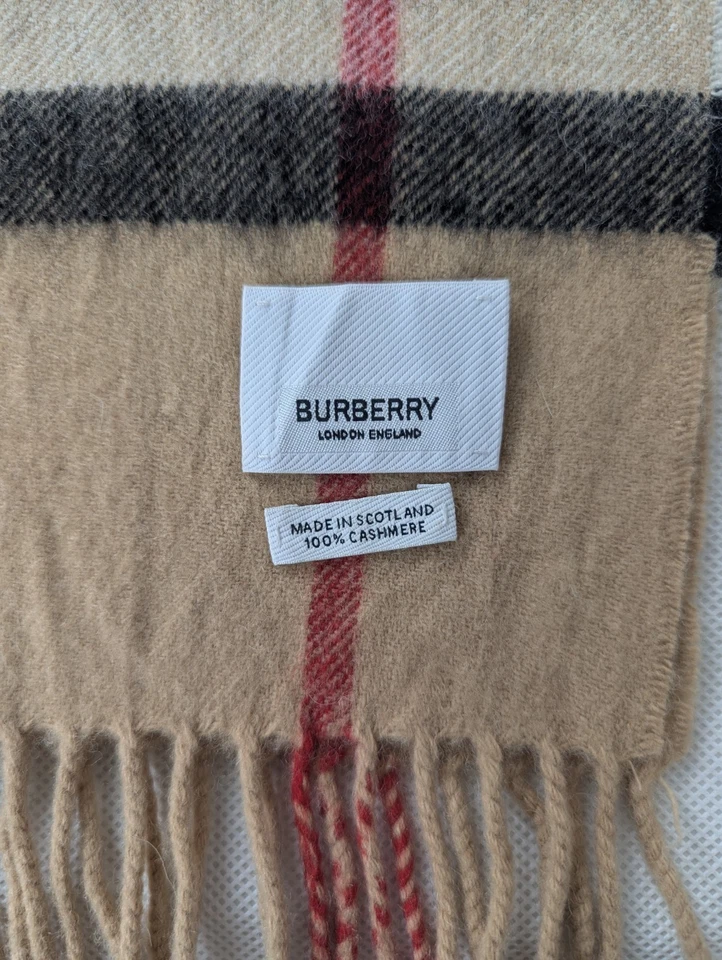 BURBERRY
LONDON ENGLAND
MADE IN SCOTLAND
100% CASHMERE